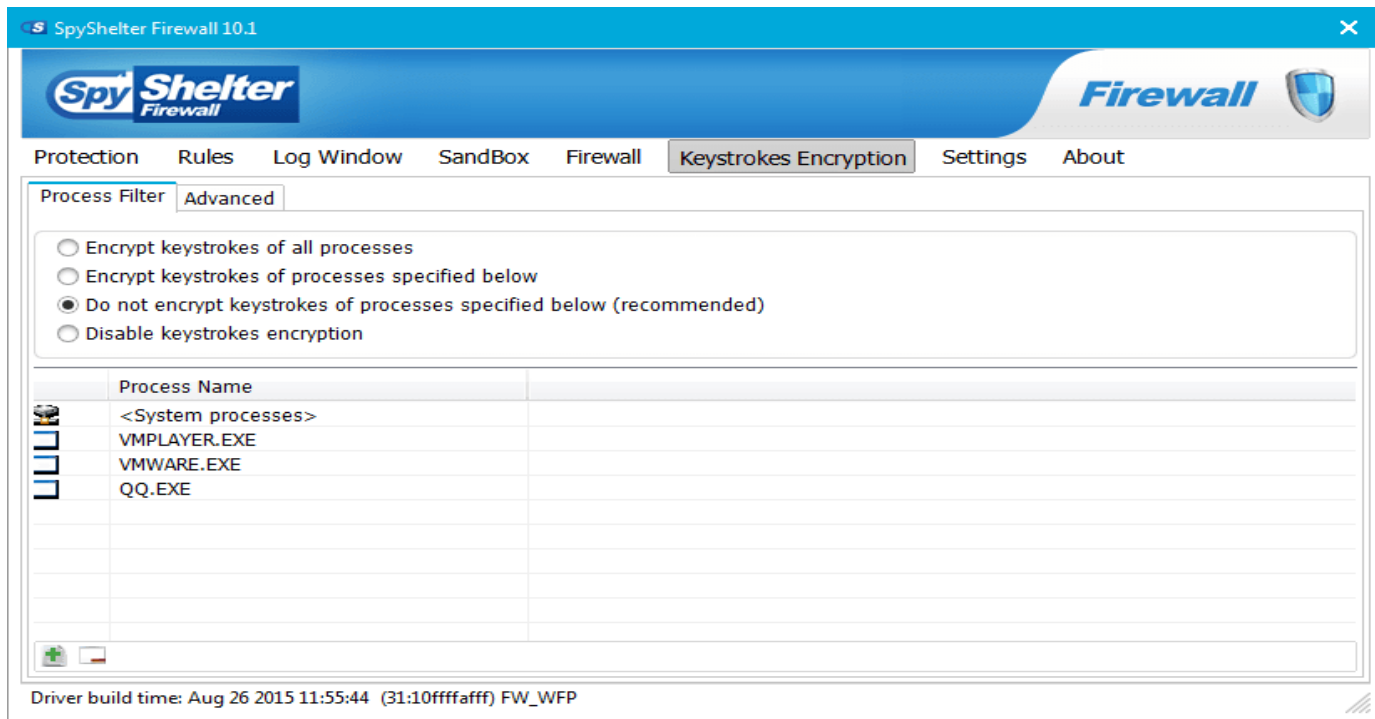 SpyShelter Firewall 10.1
Spy Shelter
Firewall
Firewall
Protection Rules Log Window SandBox Firewall Keystrokes Encryption Settings About
Process Filter Advanced
Encrypt keystrokes of all processes
Encrypt keystrokes of processes specified below
Do not encrypt keystrokes of processes specified below (recommended)
Disable keystrokes encryption
Process Name
<System processes>
VMPLAYER.EXE
VMWARE.EXE
QQ.EXE
Driver build time: Aug 26 2015 11:55:44 (31:10ffffafff) FW_WFP